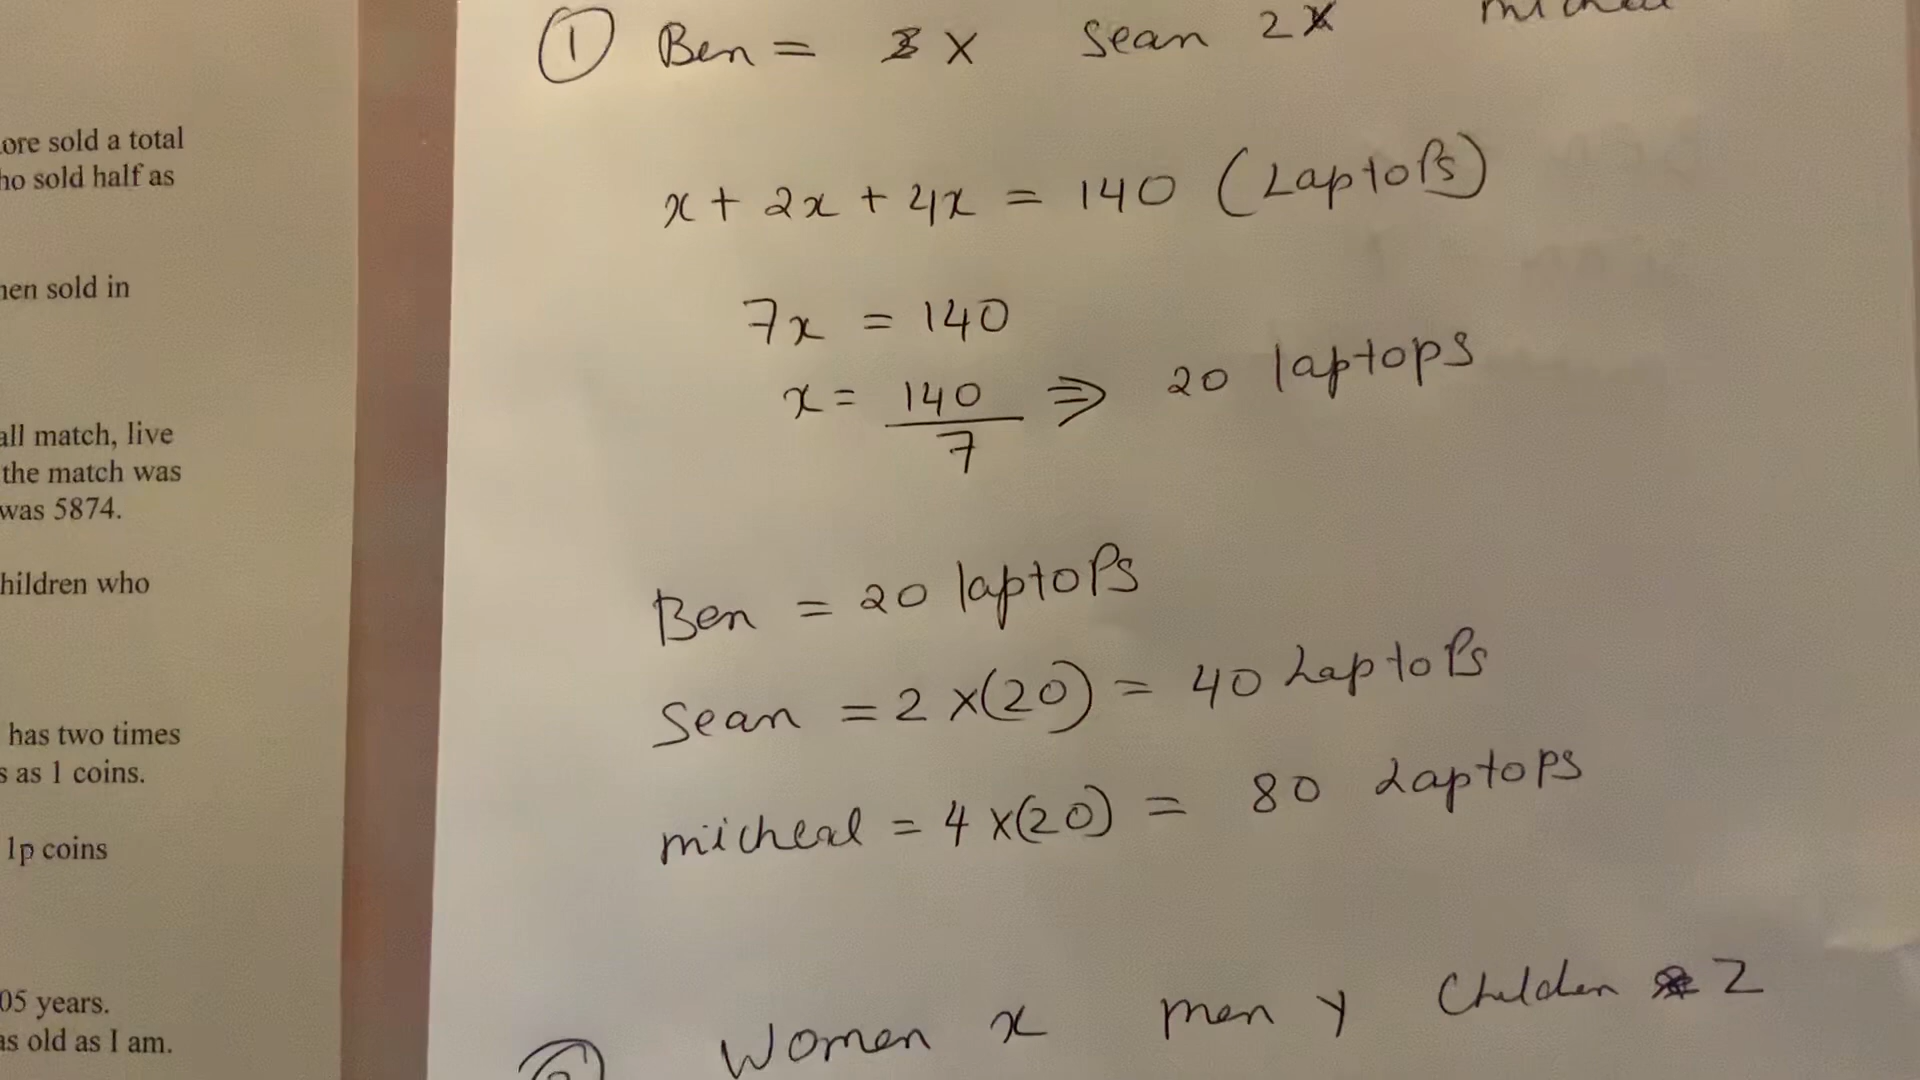 ore sold a total
ho sold half as
en sold in
all match, live
the match was
was 5874.
hildren who
has two times
s as 1 coins.
1p coins
05 years.
as old as I am.
① Ben = x Sean 2x
x + 2x + 4x = 140 (Laptops)
7x = 140
x = 140/7 ⇒ 20 laptops
Ben = 20 laptops
Sean = 2 x(20) = 40 Laptops
micheal = 4 x(20) = 80 Laptops
Women x men y Children Z